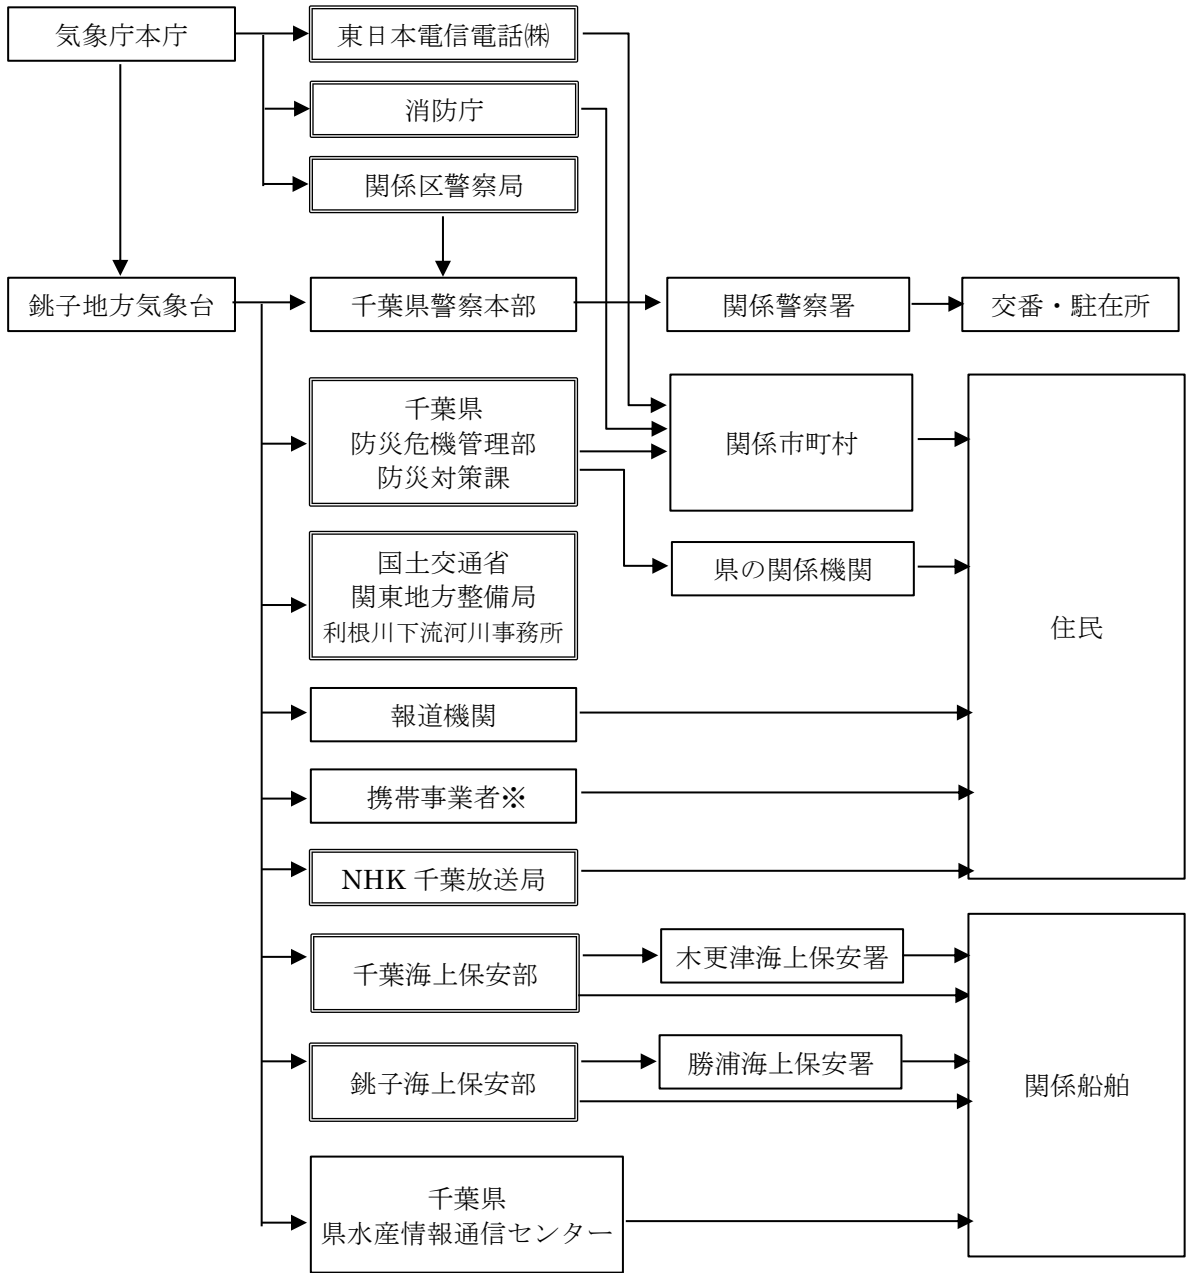 気象庁本庁
東日本電信電話㈱
消防庁
関係区警察局
銚子地方気象台
千葉県警察本部
関係警察署
交番・駐在所
千葉県
防災危機管理部
防災対策課
関係市町村
国土交通省
関東地方整備局
利根川下流河川事務所
県の関係機関
住民
報道機関
携帯事業者※
NHK 千葉放送局
千葉海上保安部
木更津海上保安署
銚子海上保安部
勝浦海上保安署
関係船舶
千葉県
県水産情報通信センター